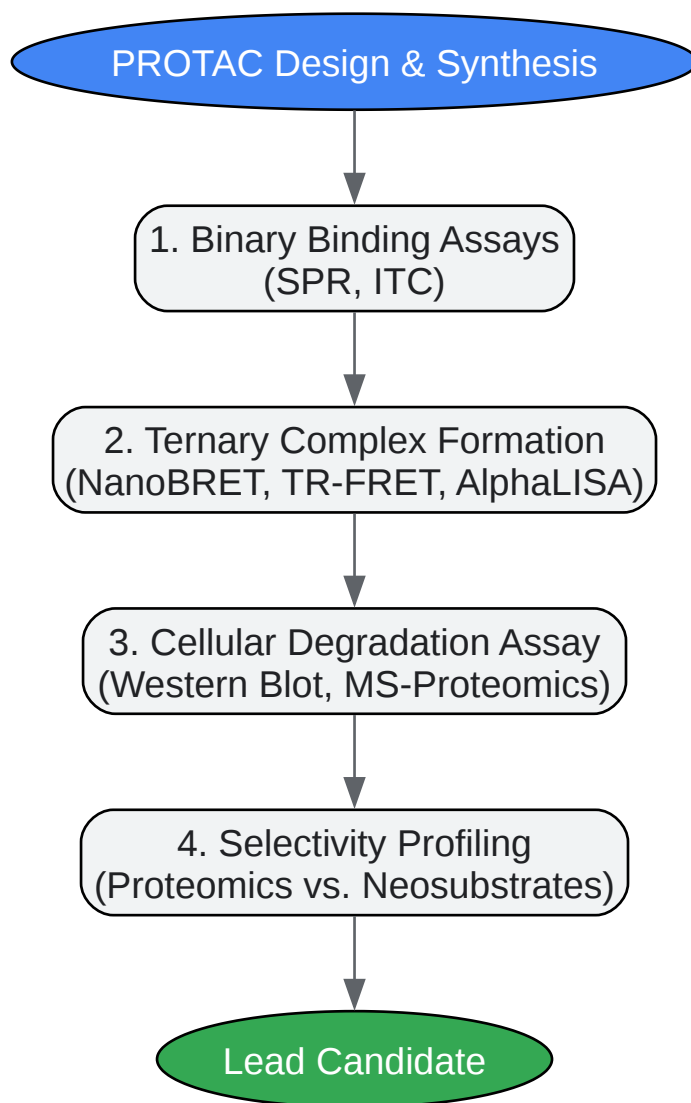 PROTAC Design & Synthesis
1. Binary Binding Assays
(SPR, ITC)
2. Ternary Complex Formation
(NanoBRET, TR-FRET, AlphaLISA)
3. Cellular Degradation Assay
(Western Blot, MS-Proteomics)
4. Selectivity Profiling
(Proteomics vs. Neosubstrates)
Lead Candidate